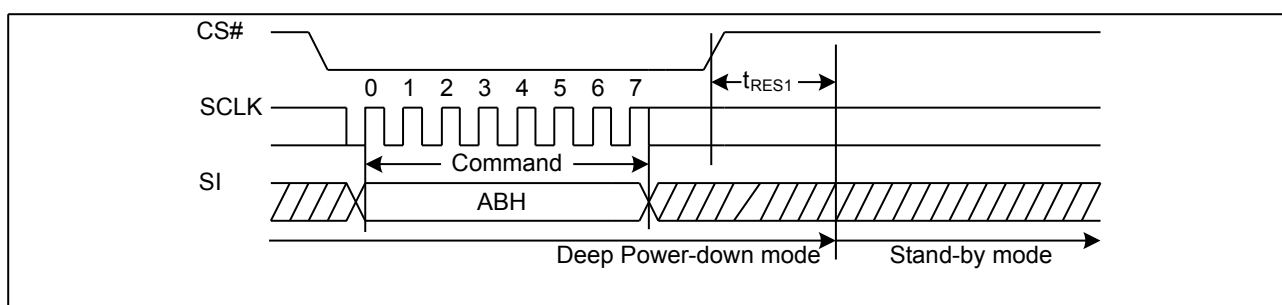 CS#
tRES1
0 1 2 3 4 5 6 7
SCLK
Command
SI
ABH
Deep Power-down mode Stand-by mode